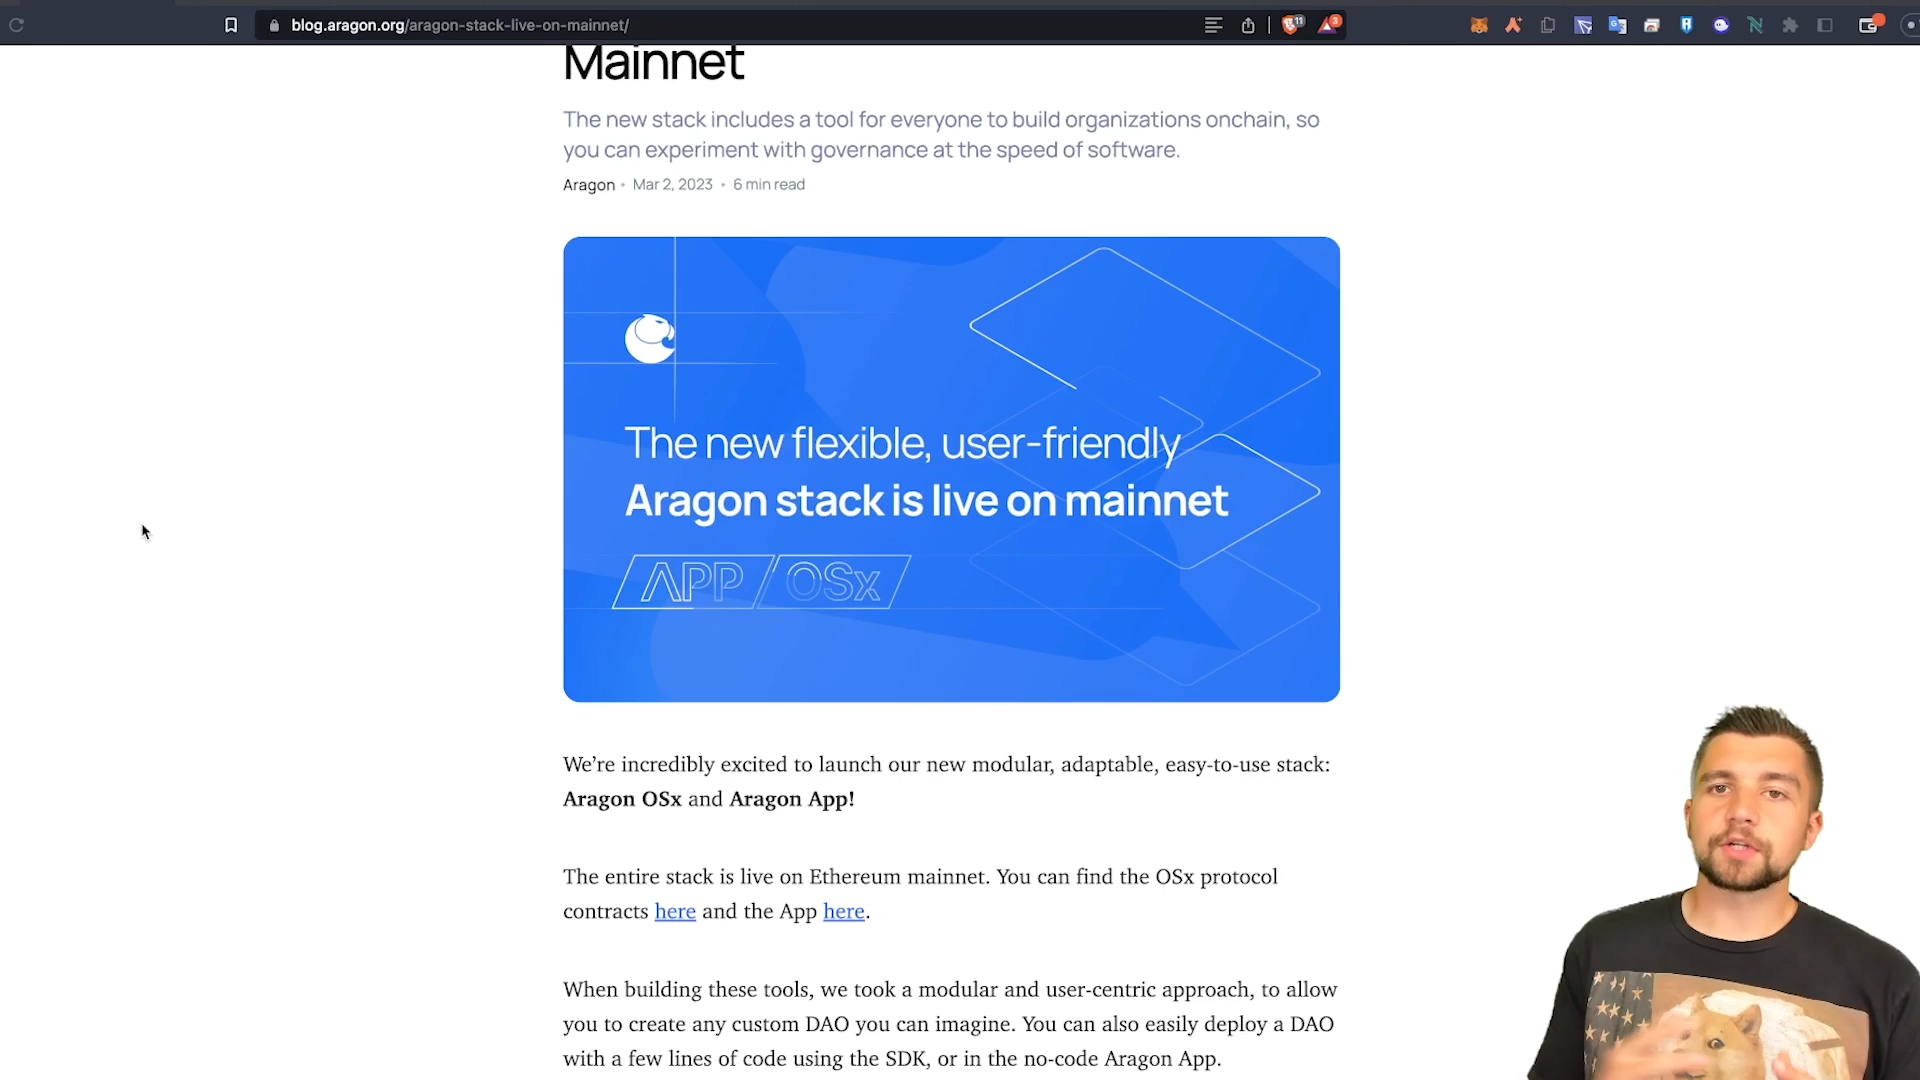 blog.aragon.org/aragon-stack-live-on-mainnet/
11
3
Mainnet
The new stack includes a tool for everyone to build organizations onchain, so
you can experiment with governance at the speed of software.
Aragon • Mar 2, 2023 • 6 min read
The new flexible, user-friendly
Aragon stack is live on mainnet
APP / OSx
We’re incredibly excited to launch our new modular, adaptable, easy-to-use stack:
Aragon OSx and Aragon App!
The entire stack is live on Ethereum mainnet. You can find the OSx protocol
contracts here and the App here.
When building these tools, we took a modular and user-centric approach, to allow
you to create any custom DAO you can imagine. You can also easily deploy a DAO
with a few lines of code using the SDK, or in the no-code Aragon App.